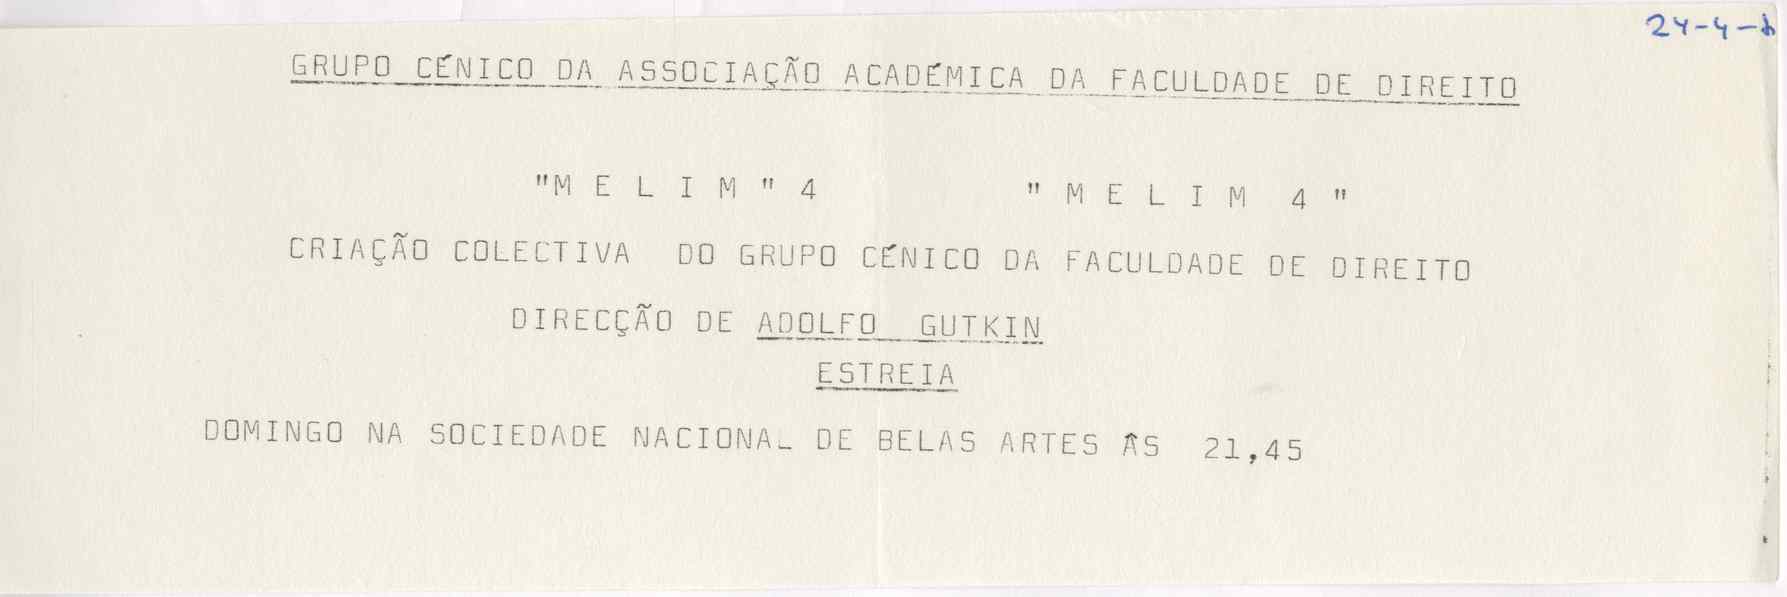 24-4-
GRUPO CÉNICO DA ASSOCIAÇÃO ACADÉMICA DA FACULDADE DE DIREITO
"M E L I M " 4 " M E L I M 4 "
CRIAÇÃO COLECTIVA DO GRUPO CÉNICO DA FACULDADE DE DIREITO
DIRECÇÃO DE ADOLFO GUTKIN
ESTREIA
DOMINGO NA SOCIEDADE NACIONAL DE BELAS ARTES ÂS 21,45